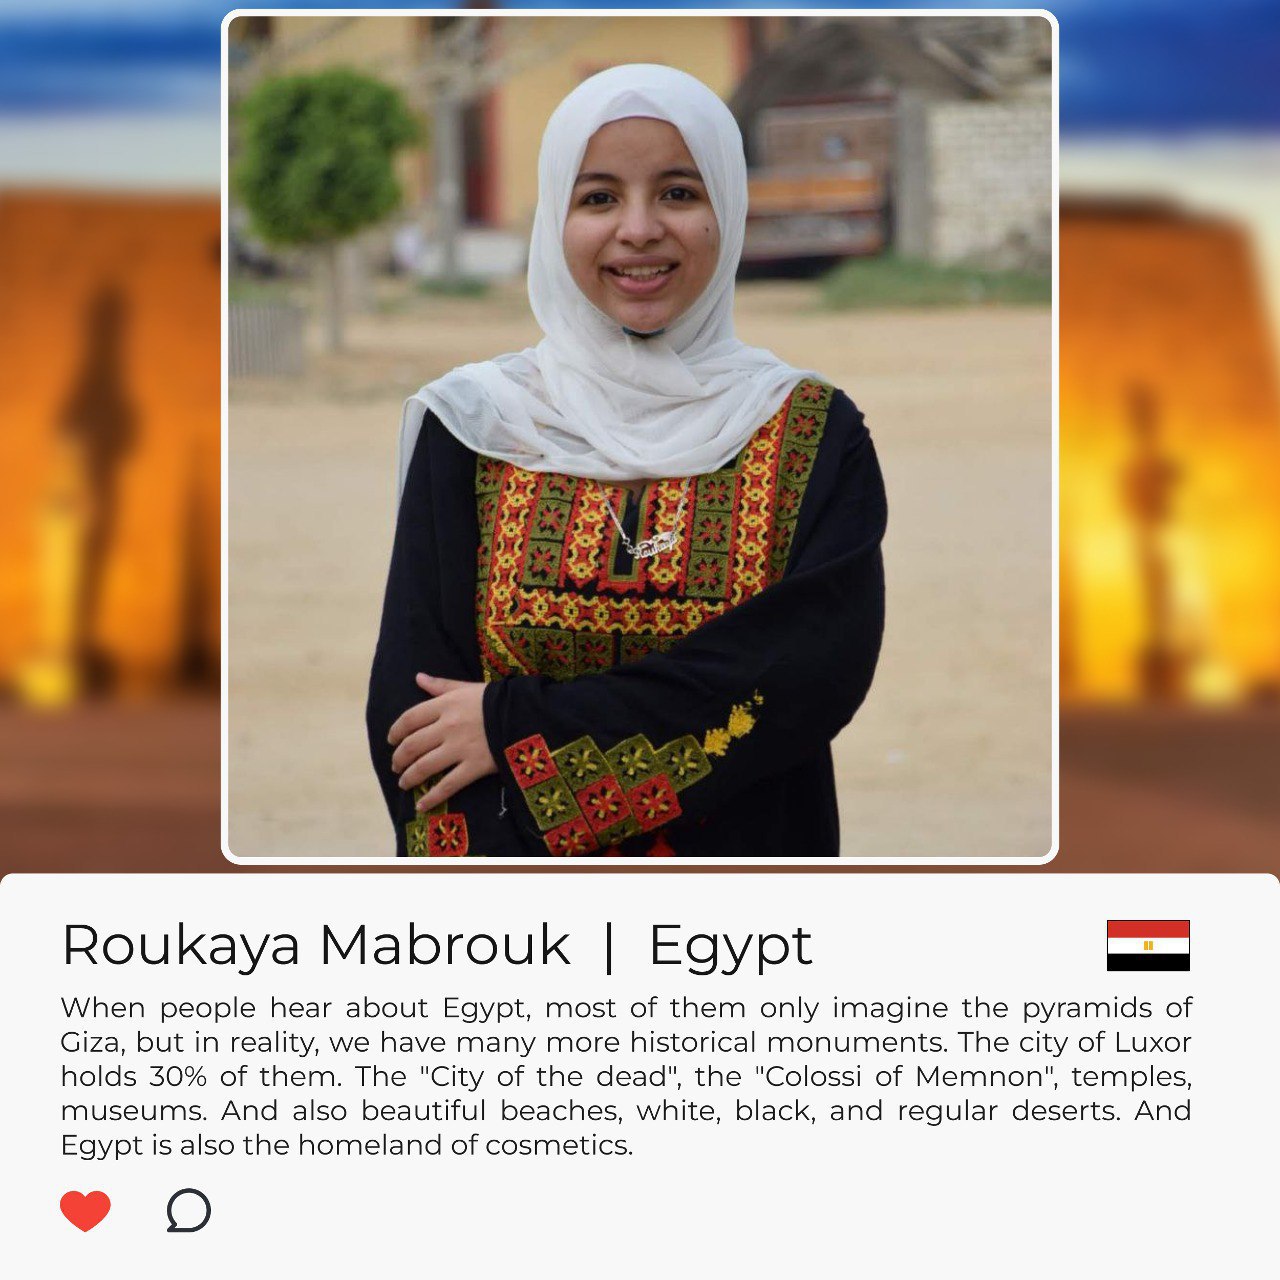 Roukaya
Roukaya Mabrouk | Egypt
When people hear about Egypt, most of them only imagine the pyramids of
Giza, but in reality, we have many more historical monuments. The city of Luxor
holds 30% of them. The "City of the dead", the "Colossi of Memnon", temples,
museums. And also beautiful beaches, white, black, and regular deserts. And
Egypt is also the homeland of cosmetics.